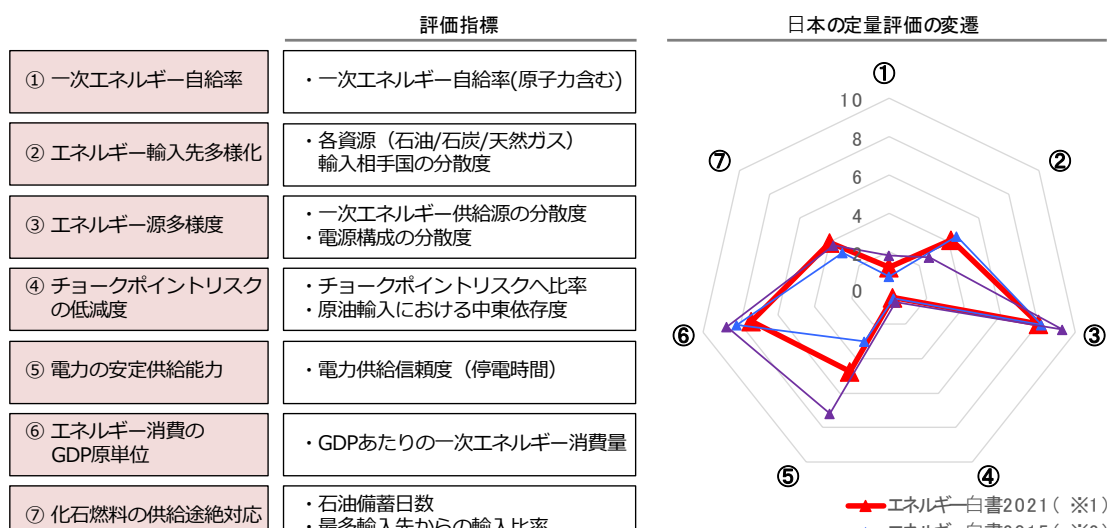 評価指標
日本の定量評価の変遷
① 一次エネルギー自給率
・一次エネルギー自給率(原子力含む)
② エネルギー輸入先多様化
・各資源（石油/石炭/天然ガス）
輸入相手国の分散度
③ エネルギー源多様度
・一次エネルギー供給源の分散度
・電源構成の分散度
④ チョークポイントリスク
の低減度
・チョークポイントリスクへ比率
・原油輸入における中東依存度
⑤ 電力の安定供給能力
・電力供給信頼度（停電時間）
⑥ エネルギー消費の
GDP原単位
・GDPあたりの一次エネルギー消費量
⑦ 化石燃料の供給途絶対応
・石油備蓄日数
・最多輸入先からの輸入比率
①
②
③
④
⑤
⑥
⑦
10
8
6
4
2
0
エネルギー白書2021( ※1)